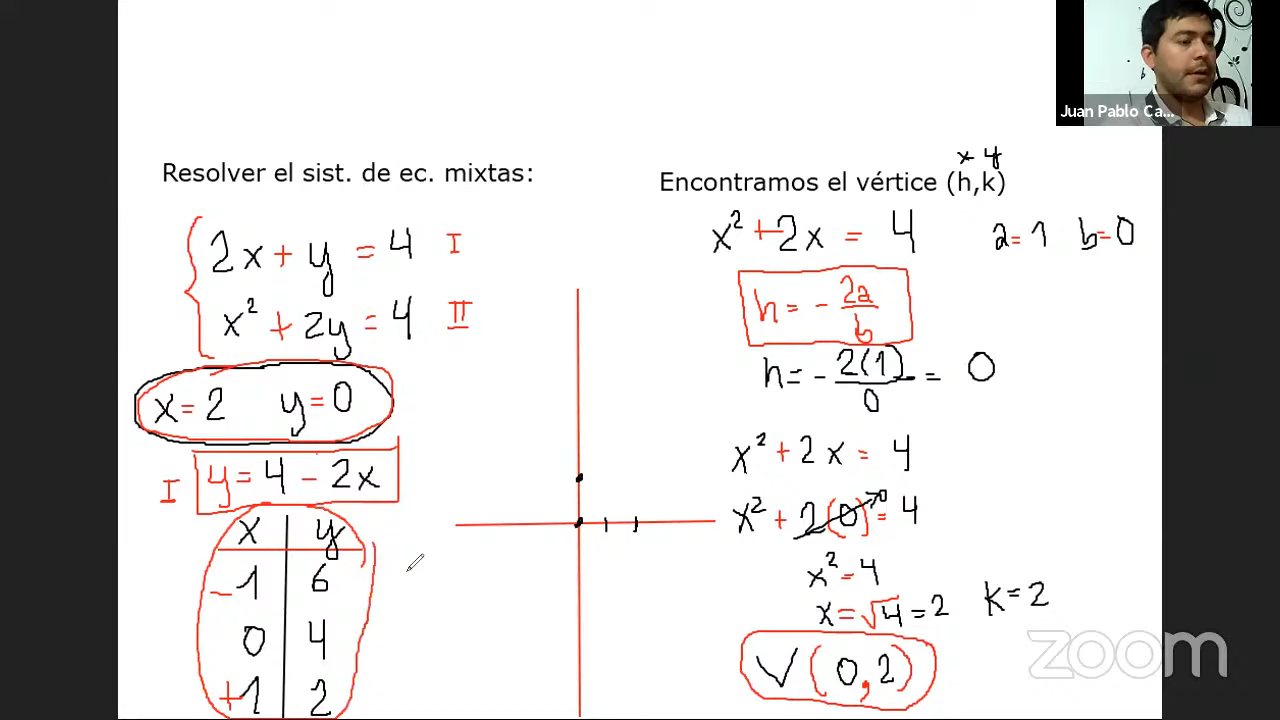 Juan Pablo Ca...
Resolver el sist. de ec. mixtas:
2x + y = 4 I
x² + 2y = 4 II
x = 2 y = 0
I y = 4 - 2x
x y
-1 6
0 4
+1 2
x y
Encontramos el vértice (h,k)
x² + 2x = 4 a = 1 b = 0
h = - 2a/b
h = - 2(1)/0 = 0
x² + 2x = 4
x² + 2(0)→0 = 4
x² = 4
x = √4 = 2 K = 2
V (0,2)
zoom